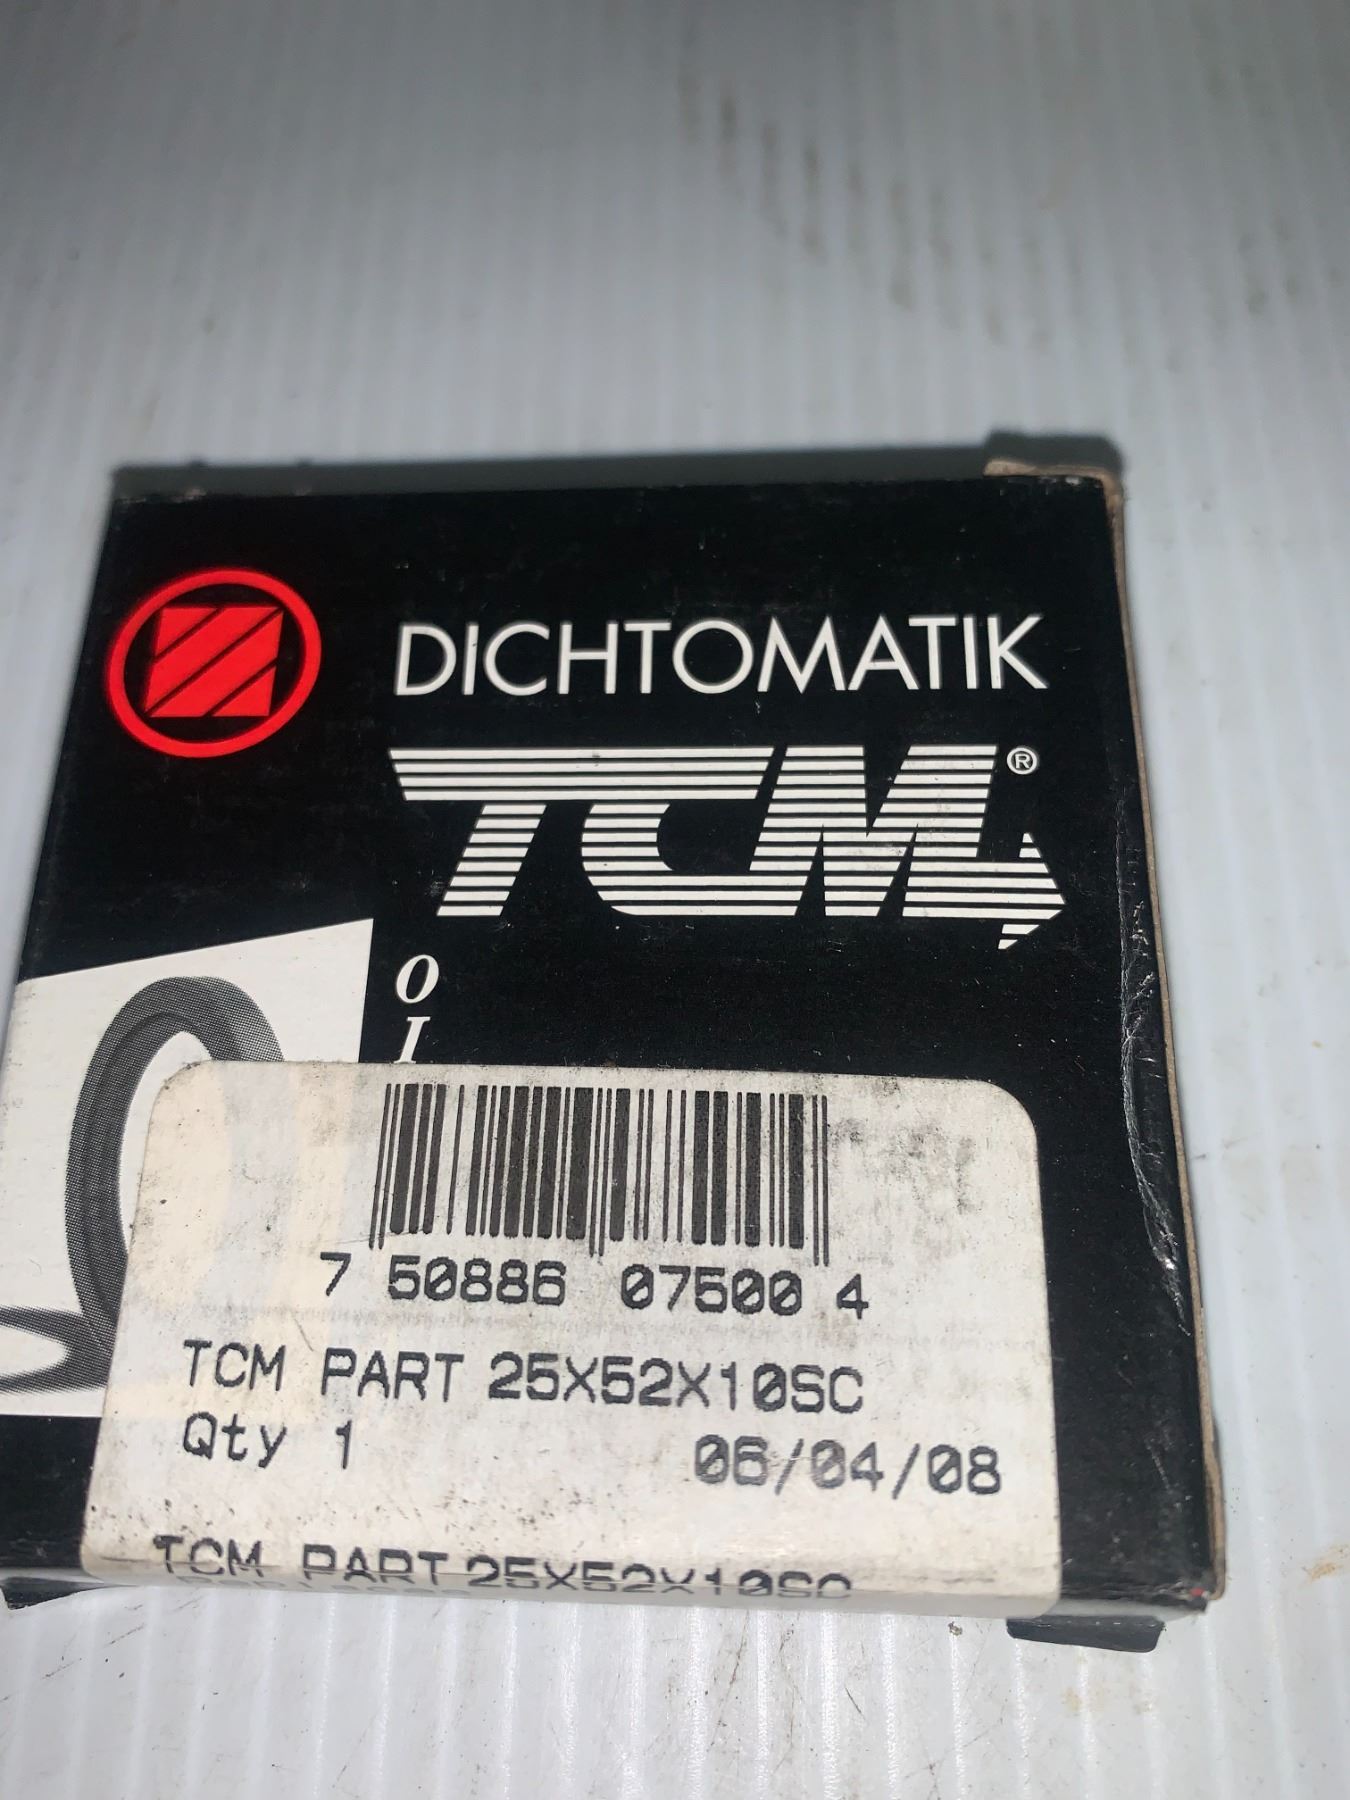 DICHTOMATIK
TCM®
O
I
7 50886 07500 4
TCM PART 25X52X10SC
Qty 1 06/04/08
TCM PART 25X52X10SC